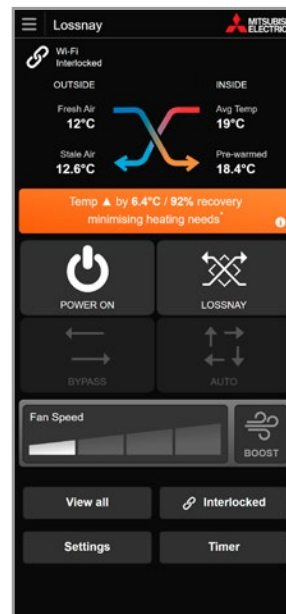 Lossnay
MITSUBISHI
ELECTRIC
Wi-Fi
Interlocked
OUTSIDE
INSIDE
Fresh Air
12°C
Avg Temp
19°C
Stale Air
12.6°C
Pre-warmed
18.4°C
Temp ▲ by 6.4°C / 92% recovery
minimising heating needs*
POWER ON
LOSSNAY
BYPASS
AUTO
Fan Speed
BOOST
View all
Interlocked
Settings
Timer